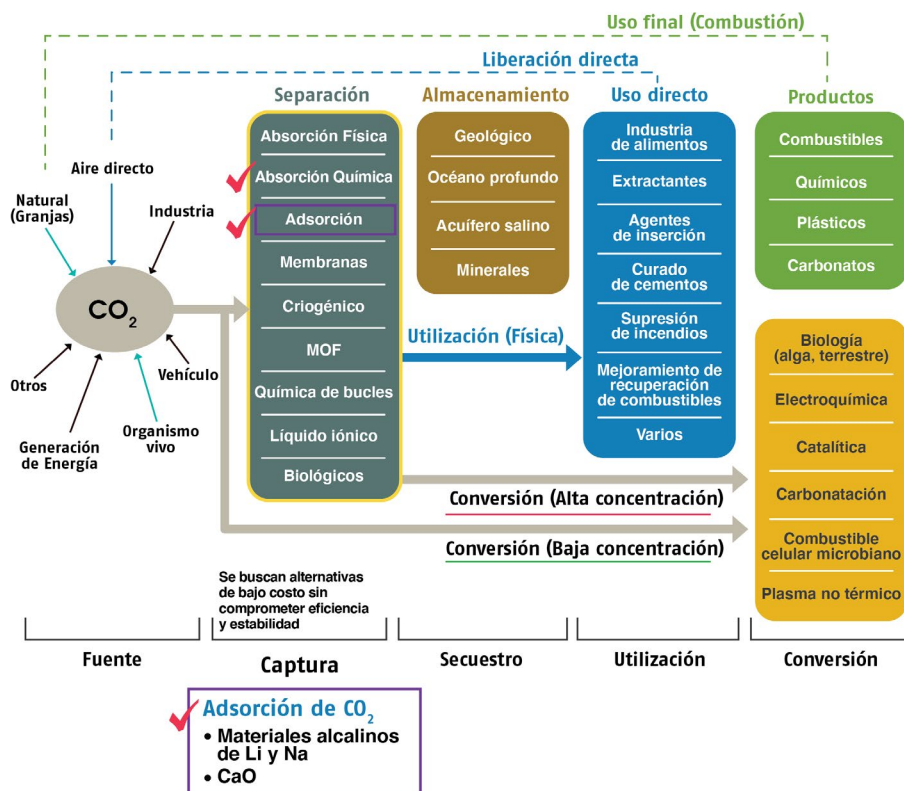 Uso final (Combustión)
Liberación directa
Separación
Almacenamiento
Uso directo
Productos
Aire directo
Natural
(Granjas)
Industria
CO2
Otros
Vehículo
Generación
de Energía
Organismo
vivo
Absorción Física
Absorción Química
Adsorción
Membranas
Criogénico
MOF
Química de bucles
Líquido iónico
Biológicos
Geológico
Océano profundo
Acuífero salino
Minerales
Utilización (Física)
Industria
de alimentos
Extractantes
Agentes
de inserción
Curado
de cementos
Supresión
de incendios
Mejoramiento de
recuperación
de combustibles
Varios
Combustibles
Químicos
Plásticos
Carbonatos
Biología
(alga, terrestre)
Electroquímica
Catalítica
Carbonatación
Combustible
celular microbiano
Plasma no térmico
Conversión (Alta concentración)
Conversión (Baja concentración)
Se buscan alternativas
de bajo costo sin
comprometer eficiencia
y estabilidad
Fuente
Captura
Secuestro
Utilización
Conversión
Adsorción de CO2
• Materiales alcalinos
de Li y Na
• CaO